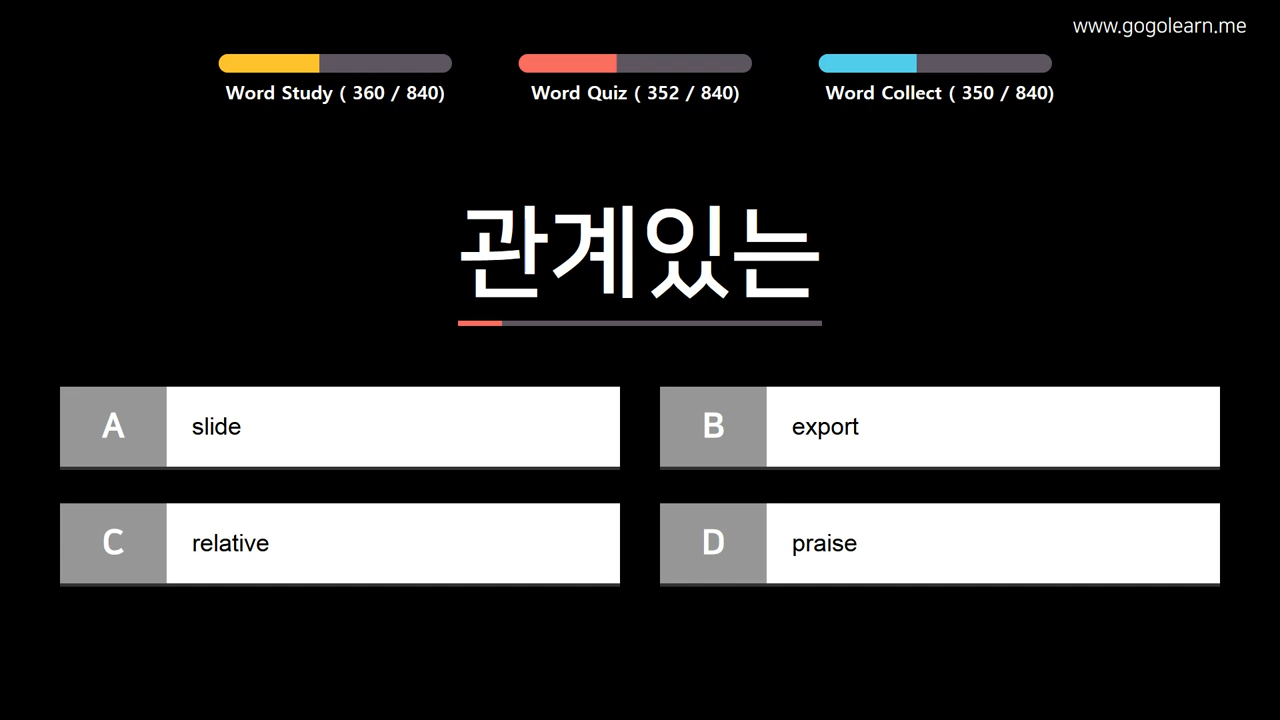 www.gogolearn.me
Word Study ( 360 / 840)
Word Quiz ( 352 / 840)
Word Collect ( 350 / 840)
관계있는
A slide
B export
C relative
D praise